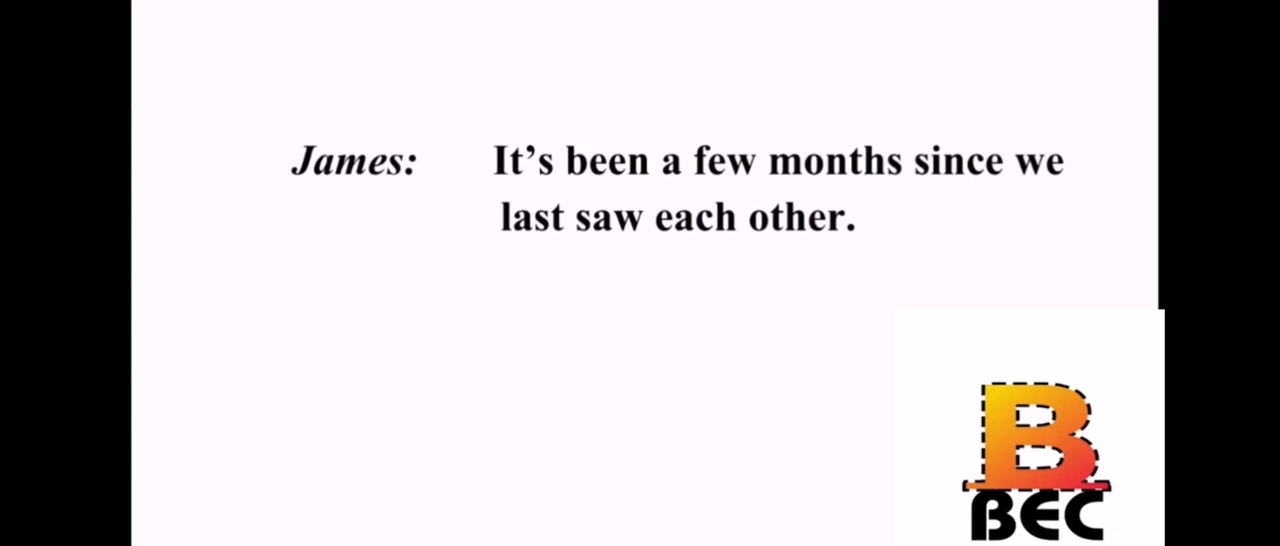 James: It’s been a few months since we
last saw each other.
B
BEC